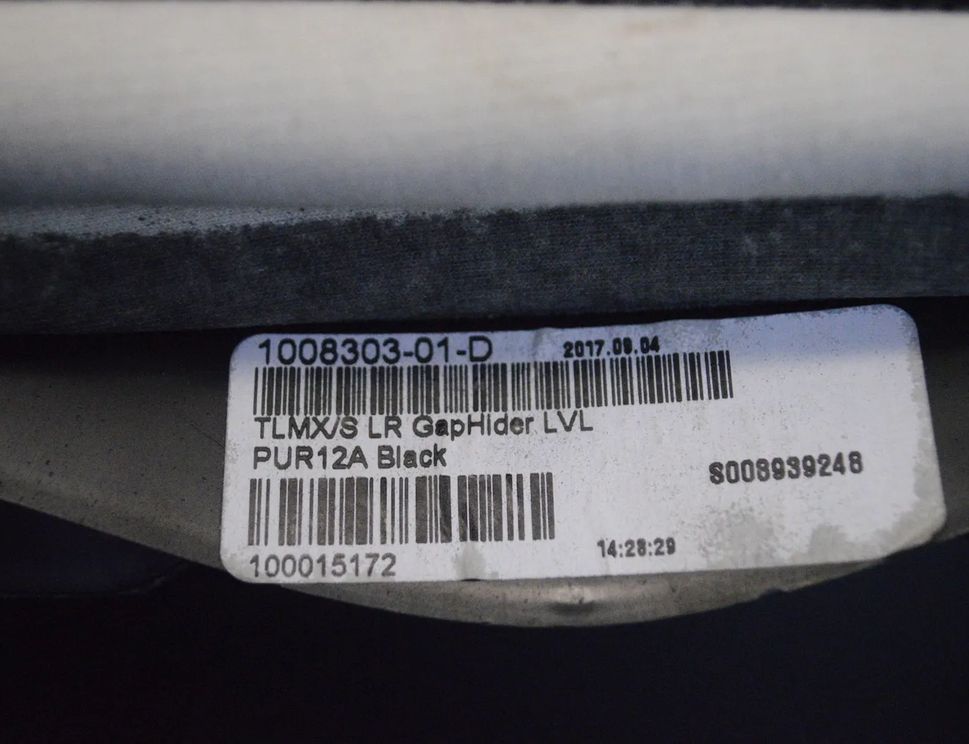 1008303-01-D
2017.09.04
TLMX/S LR GapHider LVL
PUR12A Black
S008939248
100015172
14:28:29